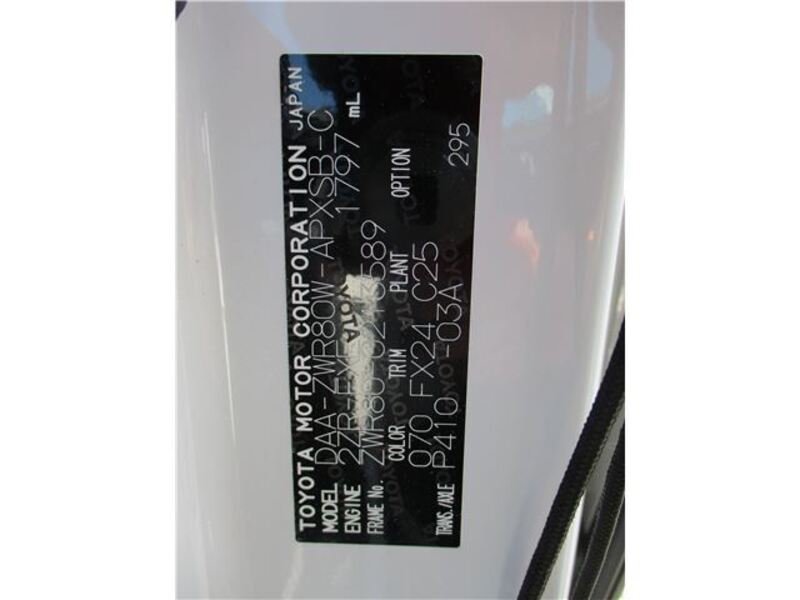 TOYOTA MOTOR CORPORATION JAPAN
MODEL DAA-ZWR80W-APXSB-C
ENGINE 2ZR-FXE 1797 mL
FRAME No.
COLOR TRIM PLANT OPTION
070 FX24 C25
TRANS./AXLE P410-03A 295